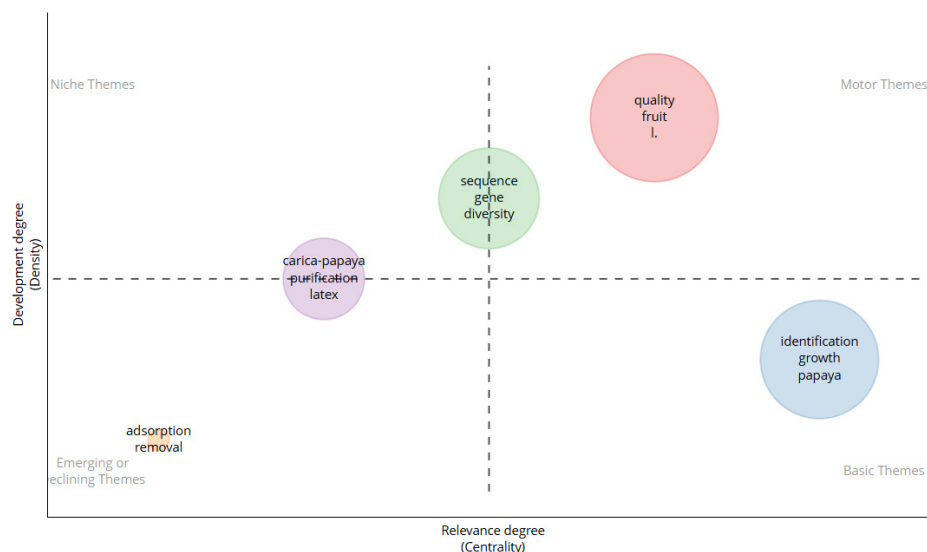 Niche Themes
Motor Themes
quality
fruit
l.
sequence
gene
diversity
carica-papaya
purification
latex
identification
growth
papaya
adsorption
removal
Emerging or
eclining Themes
Basic Themes
Development degree
(Density)
Relevance degree
(Centrality)